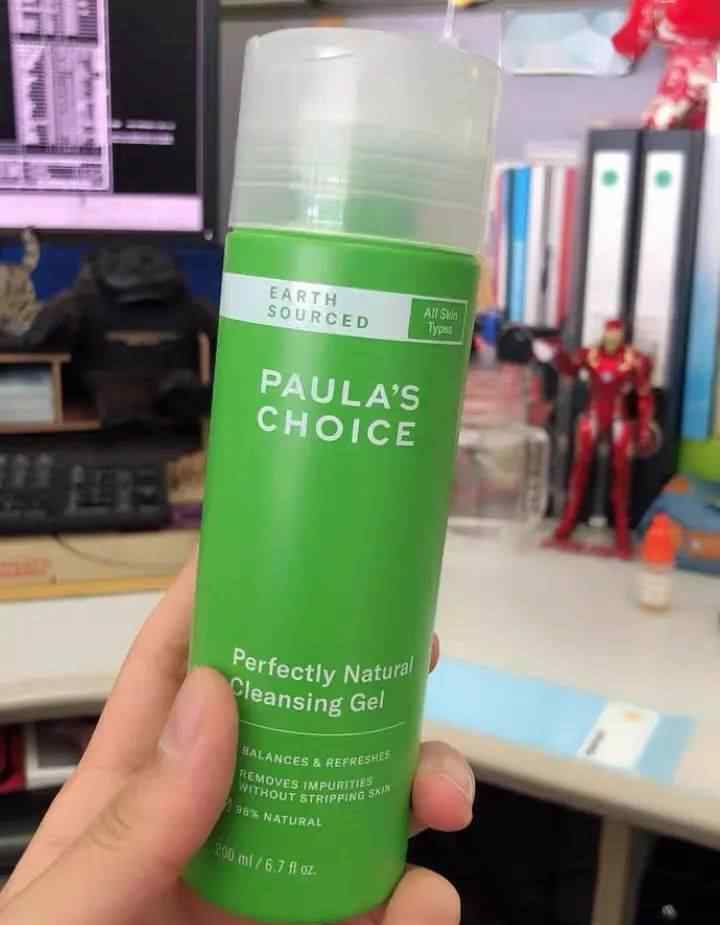 EARTH
SOURCED
All Skin
Types
PAULA'S
CHOICE
Perfectly Natural
Cleansing Gel
BALANCES & REFRESHES
REMOVES IMPURITIES
WITHOUT STRIPPING SKIN
98% NATURAL
200 ml / 6.7 fl oz.